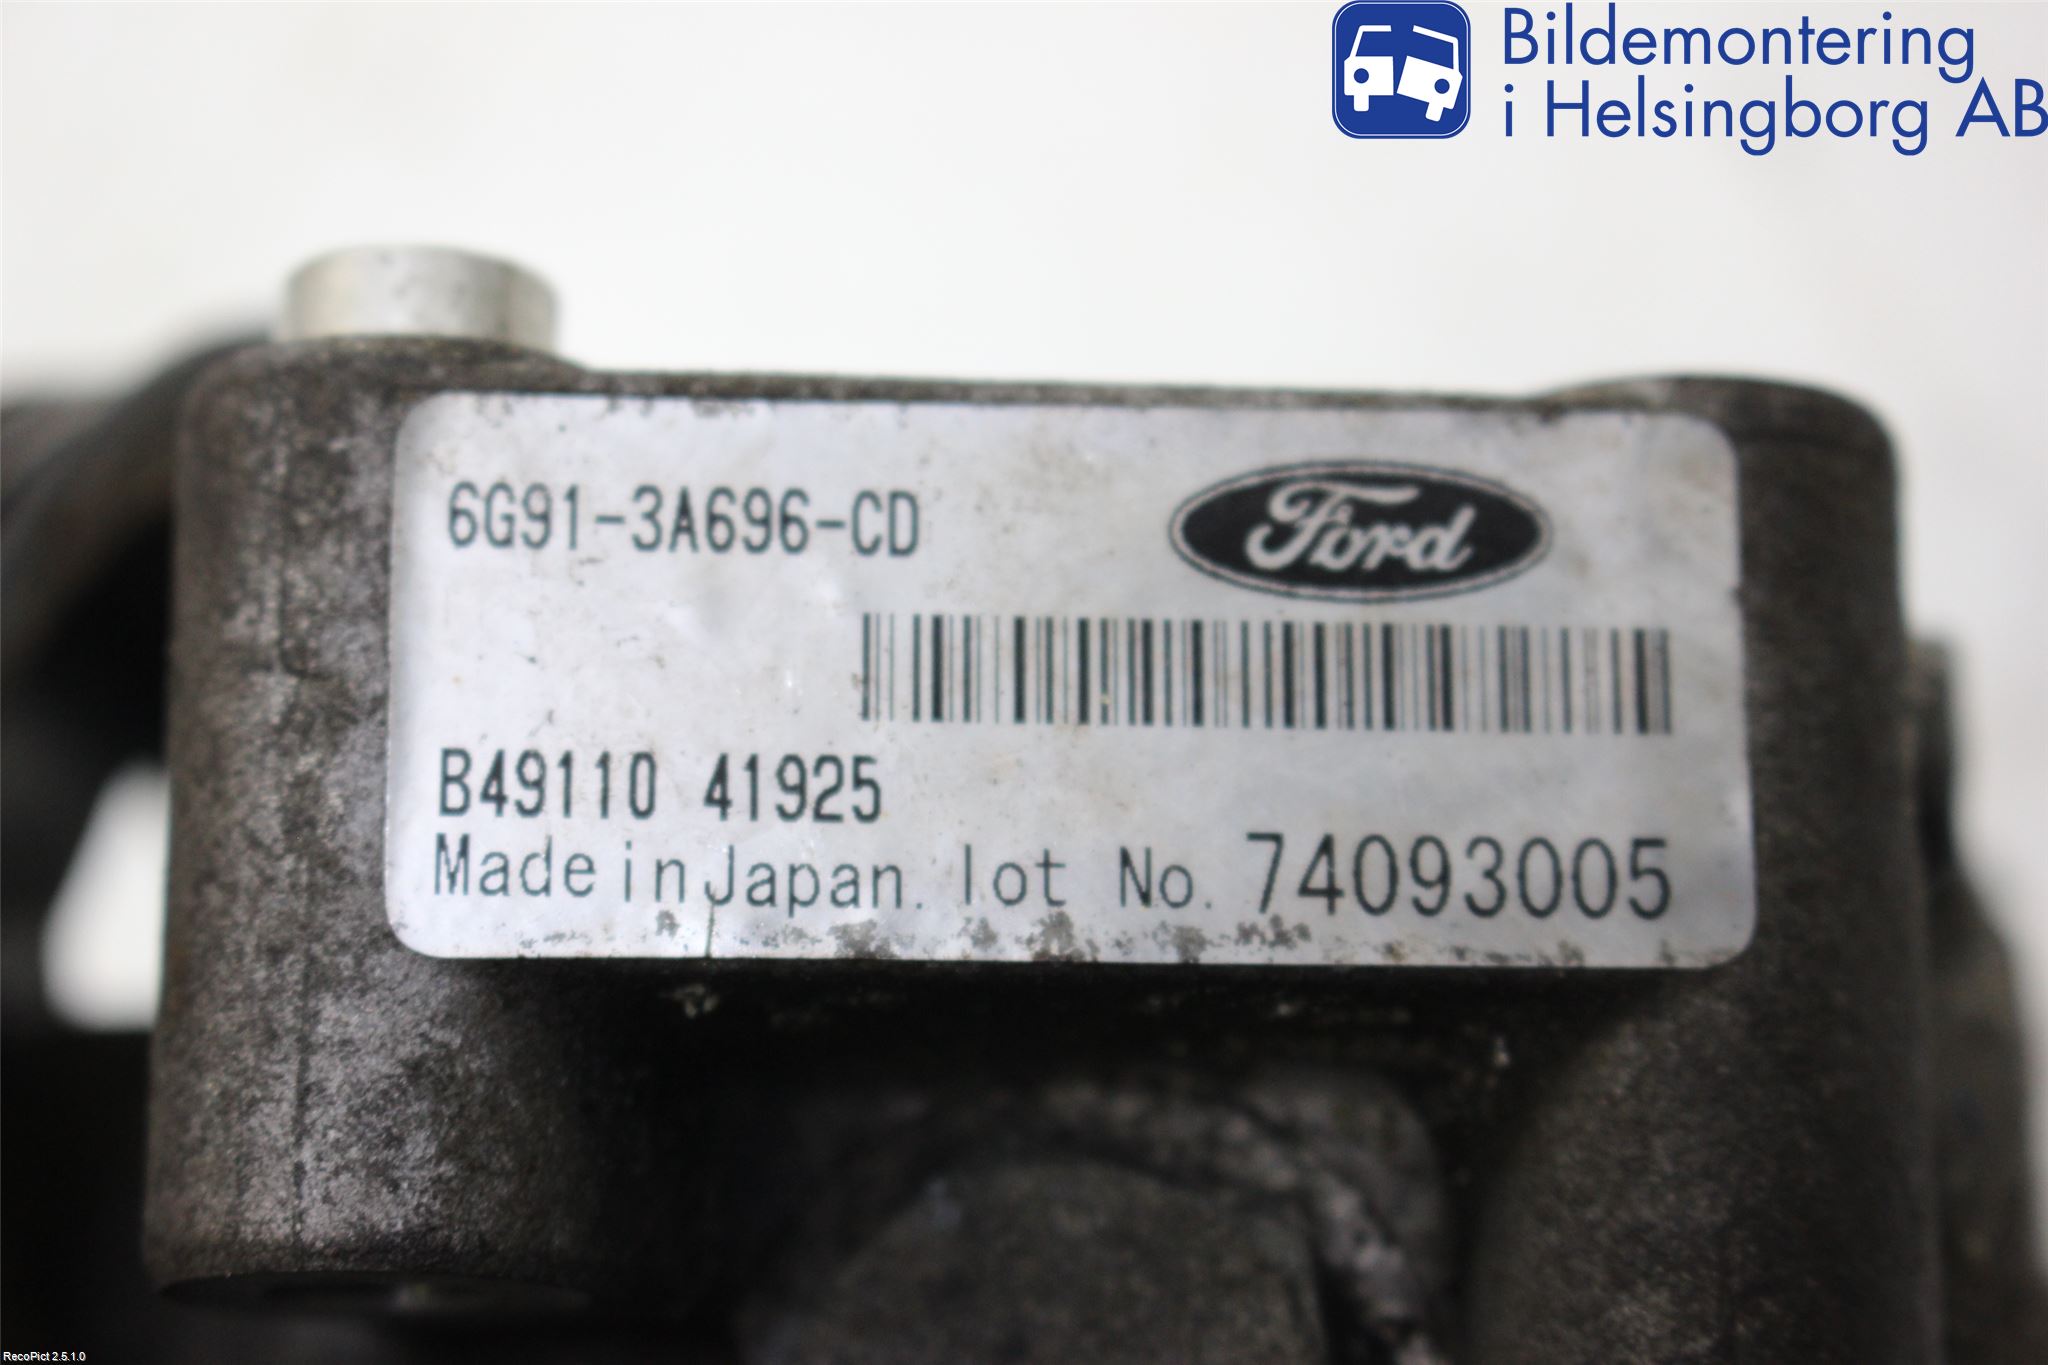 Bildemontering
i Helsingborg AB
6G91-3A696-CD
Ford
B49110 41925
Made in Japan. lot No. 74093005
RecoPict 2.5.1.0